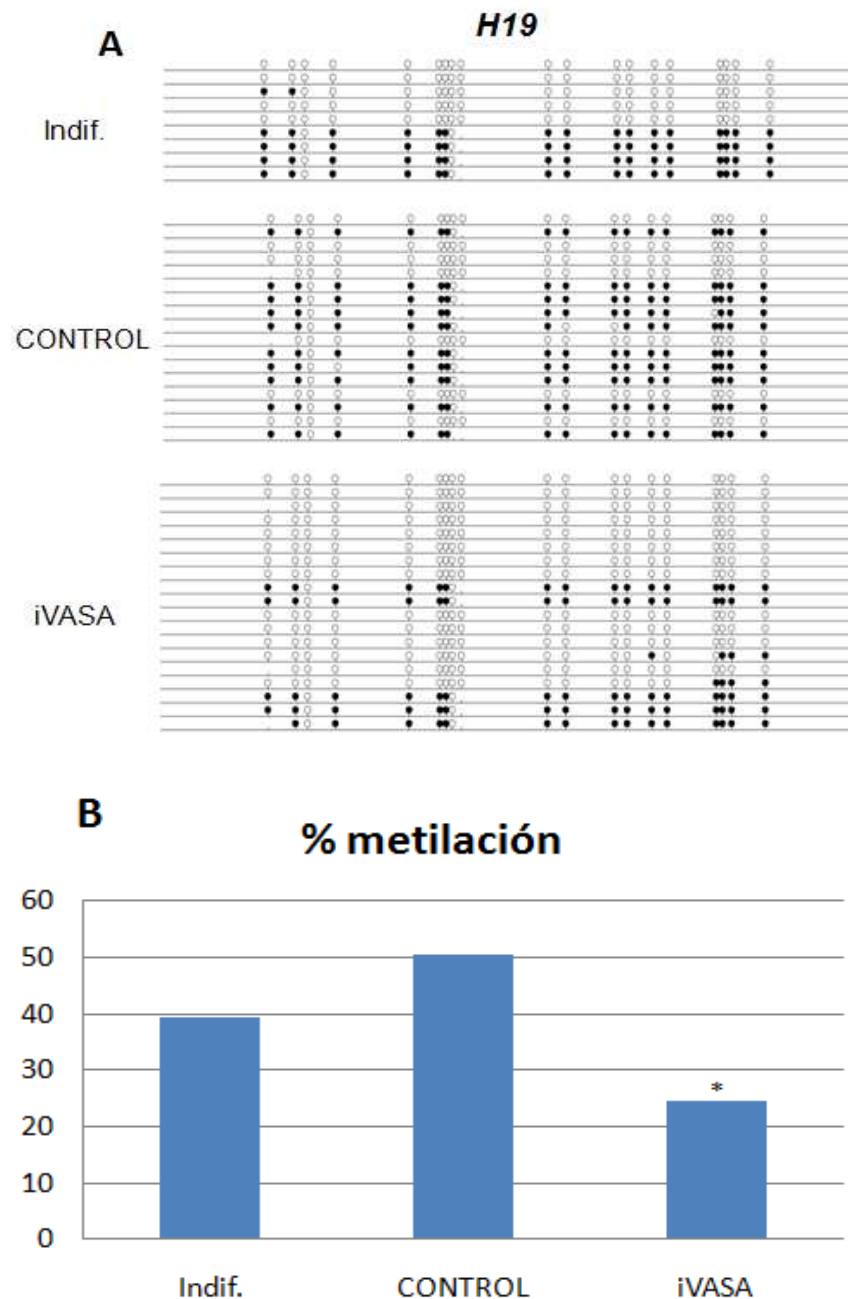 A
H19
Indif.
CONTROL
iVASA
B
% metilación
60
50
40
30
20
10
0
*
Indif.
CONTROL
iVASA